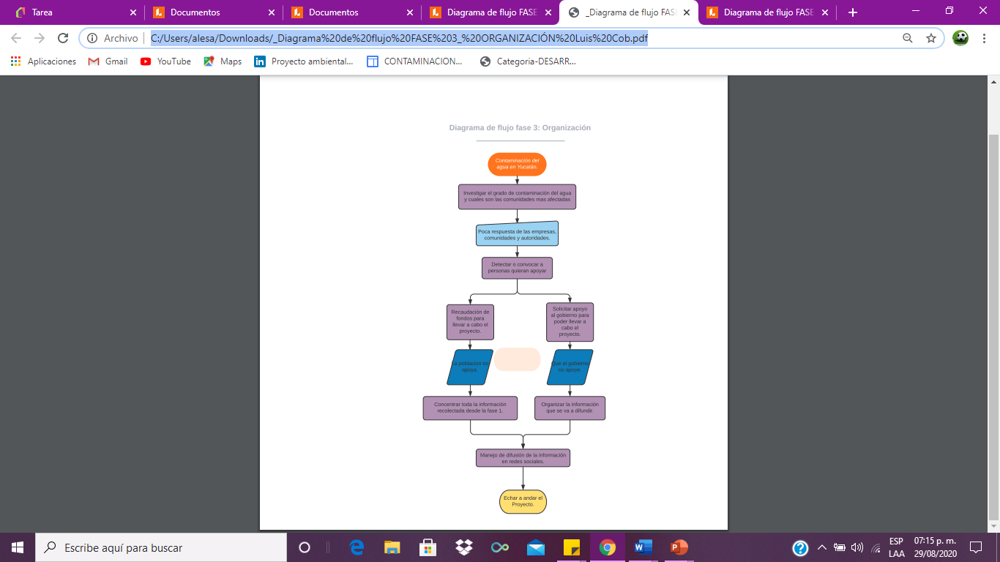 Tarea
Documentos
Documentos
Diagrama de flujo FASE
_Diagrama de flujo FAS
Diagrama de flujo FASE
Archivo
C:/Users/alesa/Downloads/_Diagrama%20de%20flujo%20FASE%203_%20ORGANIZACIÓN%20Luis%20Cob.pdf
Aplicaciones
Gmail
YouTube
Maps
Proyecto ambiental...
CONTAMINACION...
Categoria-DESARR...
Diagrama de flujo fase 3: Organización
Contaminación del
agua en Yucatán.
Investigar el grado de contaminación del agua
y cuales son las comunidades mas afectadas
Poca respuesta de las empresas,
comunidades y autoridades.
Detectar o convocar a
personas quieran apoyar
Recaudación de
fondos para
llevar a cabo el
proyecto.
Solicitar apoyo
al gobierno para
poder llevar a
cabo el
proyecto.
La poblacion no
apoya.
Que el gobierno
no apoye.
Concentrar toda la información
recolectada desde la fase 1.
Organizar la información
que se va a difundir.
Manejo de difusión de la información
en redes sociales.
Echar a andar el
Proyecto.
Escribe aquí para buscar
ESP
LAA
07:15 p. m.
29/08/2020